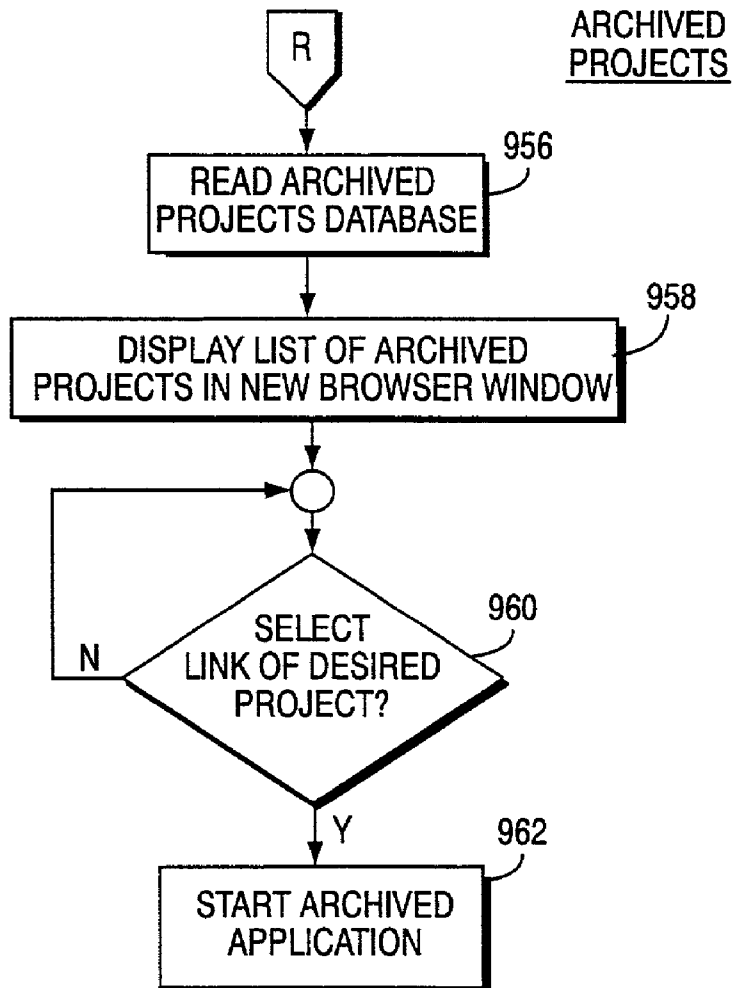 ARCHIVED
PROJECTS
R
956
READ ARCHIVED
PROJECTS DATABASE
958
DISPLAY LIST OF ARCHIVED
PROJECTS IN NEW BROWSER WINDOW
960
SELECT
LINK OF DESIRED
PROJECT?
N
Y
962
START ARCHIVED
APPLICATION